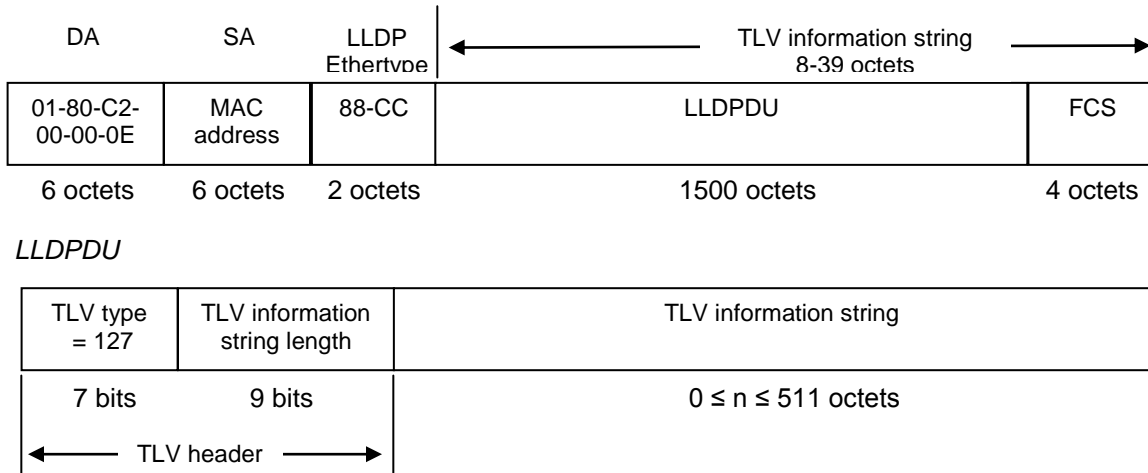 DA SA LLDP Ethertype TLV information string 8-39 octets
01-80-C2-00-00-0E MAC address 88-CC LLDPDU FCS
6 octets 6 octets 2 octets 1500 octets 4 octets
LLDPDU
TLV type = 127 TLV information string length TLV information string
7 bits 9 bits 0 ≤ n ≤ 511 octets
TLV header